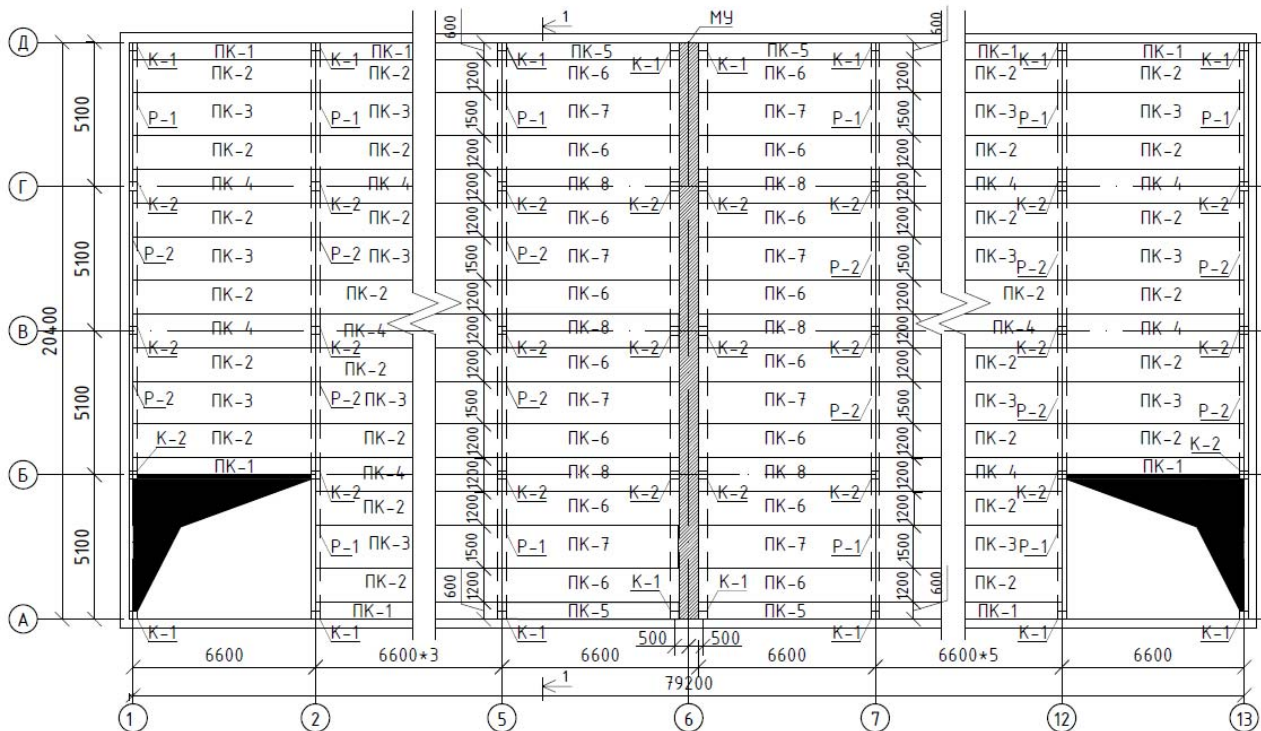 600 1 МУ 600
Д ПК-1 ПК-1 ПК-5 ПК-5 ПК-1 ПК-1
К-1 К-1 К-1 К-1 К-1 К-1 К-1 К-1
ПК-2 ПК-2 1200 ПК-6 ПК-6 1200 ПК-2 ПК-2
5100 Р-1 ПК-3 Р-1 ПК-3 1500 Р-1 ПК-7 ПК-7 Р-1 1500 ПК-3 Р-1 ПК-3 Р-1
ПК-2 ПК-2 1200 ПК-6 ПК-6 1200 ПК-2 ПК-2
Г ПК-4 ПК-4 1200 ПК-8 ПК-8 1200 ПК-4 ПК-4
К-2 К-2 К-2 К-2 К-2 К-2 К-2 К-2
ПК-2 ПК-2 1200 ПК-6 ПК-6 1200 ПК-2 ПК-2
5100 Р-2 ПК-3 Р-2 ПК-3 1500 Р-2 ПК-7 ПК-7 Р-2 1500 ПК-3 Р-2 ПК-3 Р-2
ПК-2 ПК-2 1200 ПК-6 ПК-6 1200 ПК-2 ПК-2
В 20400 ПК-4 ПК-4 1200 ПК-8 ПК-8 1200 ПК-4 ПК-4
К-2 К-2 К-2 К-2 К-2 К-2 К-2 К-2
ПК-2 ПК-2 1200 ПК-6 ПК-6 1200 ПК-2 ПК-2
5100 Р-2 ПК-3 Р-2 ПК-3 1500 Р-2 ПК-7 ПК-7 Р-2 1500 ПК-3 Р-2 ПК-3 Р-2
К-2 ПК-2 ПК-2 1200 ПК-6 ПК-6 1200 ПК-2 ПК-2 К-2
Б ПК-1 ПК-4 1200 ПК-8 ПК-8 1200 ПК-4 ПК-1
К-2 К-2 К-2 К-2 К-2 К-2
ПК-2 1200 ПК-6 ПК-6 1200 ПК-2
5100 Р-1 ПК-3 1500 Р-1 ПК-7 ПК-7 Р-1 1500 ПК-3 Р-1
ПК-2 600 1200 ПК-6 К-1 К-1 ПК-6 1200 600 ПК-2
А ПК-1 ПК-5 ПК-5 ПК-1
К-1 К-1 К-1 500 500 К-1 К-1 К-1
6600 6600*3 6600 6600 6600*5 6600
1 79200
1 2 5 6 7 12 13